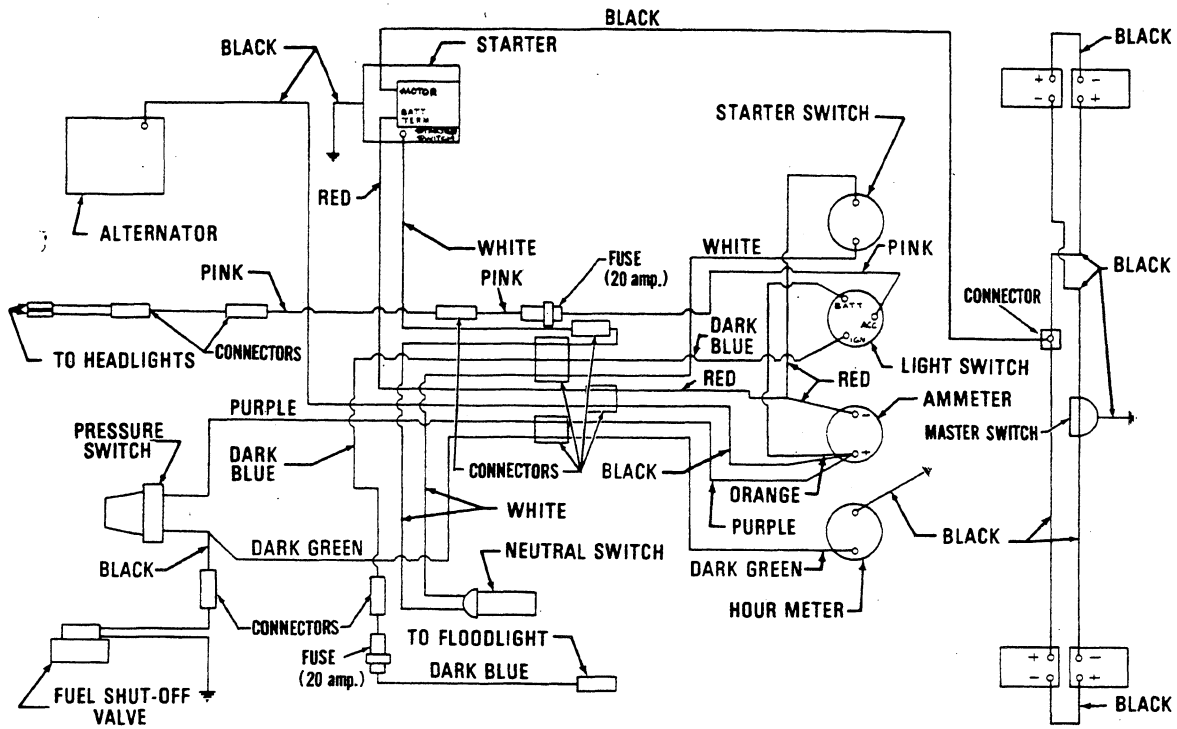 BLACK
BLACK
STARTER
BLACK
MOTOR
BATT
TERM
STARTER SWITCH
RED
ALTERNATOR
WHITE
WHITE
PINK
FUSE
(20 amp.)
BLACK
PINK
PINK
CONNECTOR
BATT
ACC
IGN
DARK
BLUE
TO HEADLIGHTS
CONNECTORS
LIGHT SWITCH
RED
RED
PURPLE
AMMETER
PRESSURE
SWITCH
MASTER SWITCH
DARK
BLUE
CONNECTORS
BLACK
ORANGE
WHITE
PURPLE
BLACK
DARK GREEN
NEUTRAL SWITCH
BLACK
DARK GREEN
HOUR METER
CONNECTORS
TO FLOODLIGHT
FUSE
(20 amp.)
DARK BLUE
FUEL SHUT-OFF
VALVE
BLACK
+ -
- +
- +
+ -
- +